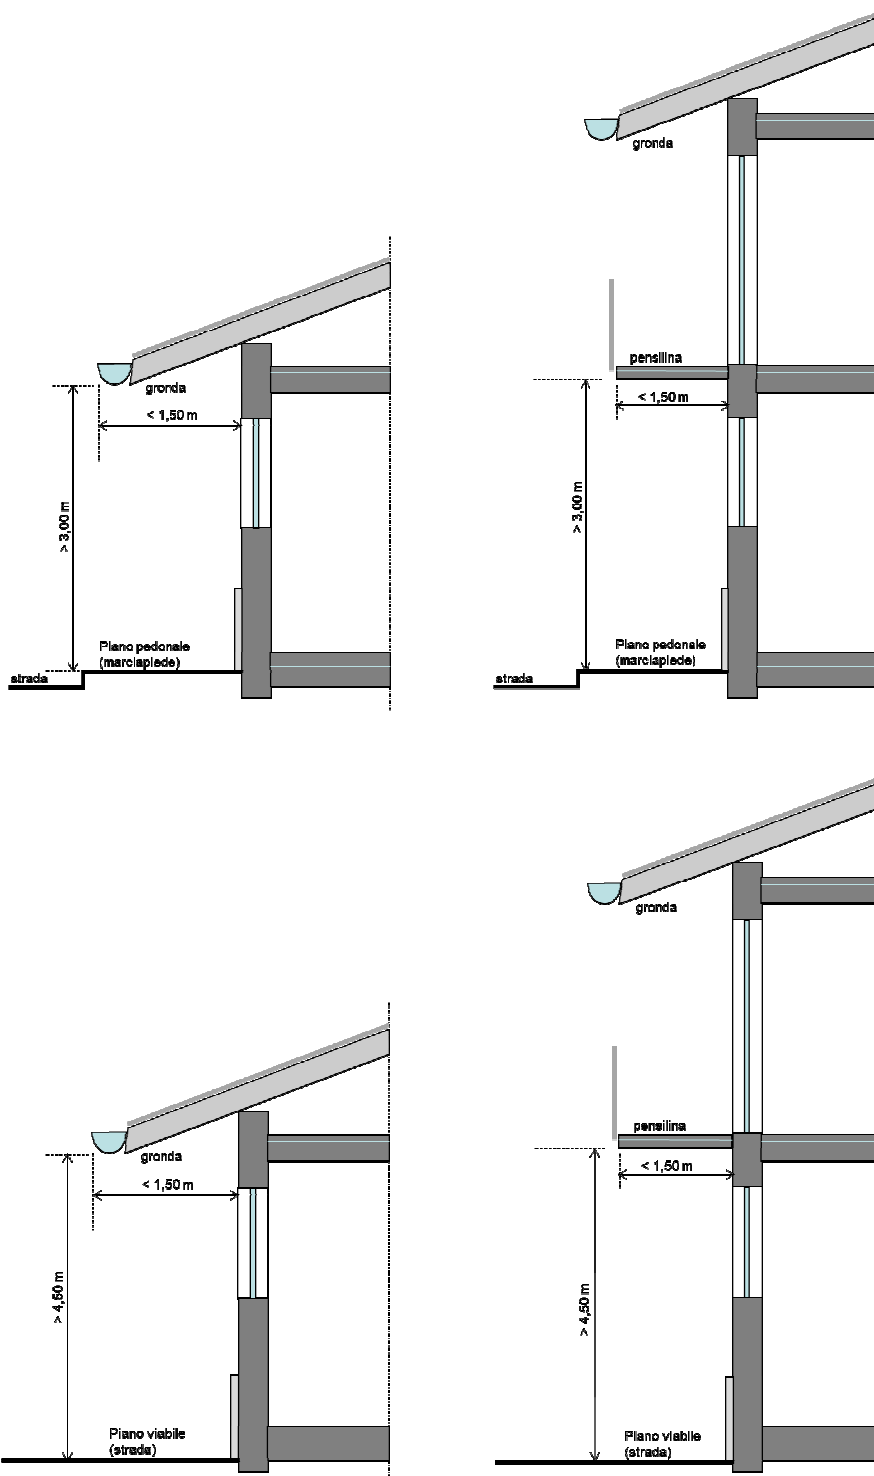 gronda
gronda
< 1,50 m
> 3,00 m
Piano pedonale
(marciapiede)
strada
pensilina
< 1,50 m
> 3,00 m
Piano pedonale
(marciapiede)
strada
gronda
gronda
< 1,50 m
> 4,50 m
Piano viabile
(strada)
pensilina
< 1,50 m
> 4,50 m
Piano viabile
(strada)